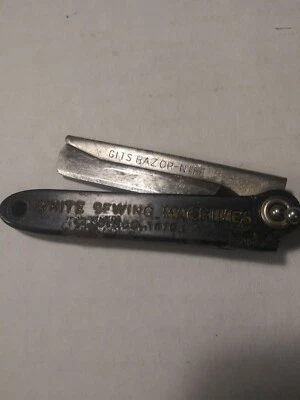 GITS RAZOR-NIFE
WHITE SEWING MACHINES